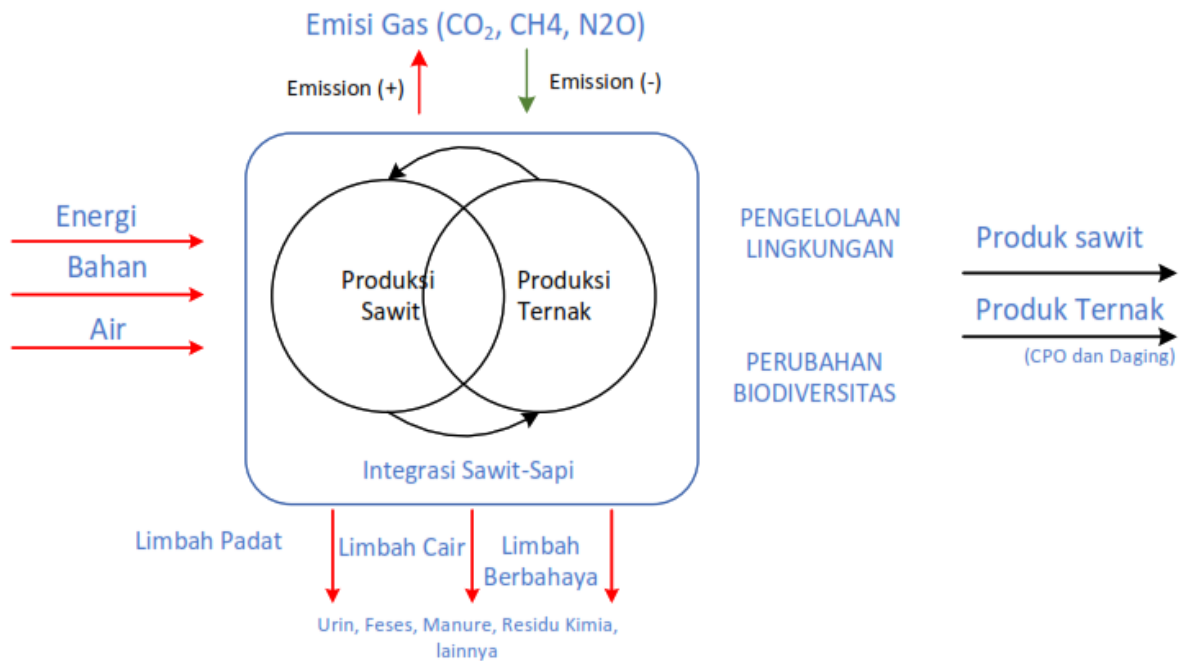 Emisi Gas (CO₂, CH4, N2O)
Emission (+)
Emission (-)
Energi
Bahan
Air
Produksi
Sawit
Produksi
Ternak
Integrasi Sawit-Sapi
PENGELOLAAN
LINGKUNGAN
PERUBAHAN
BIODIVERSITAS
Produk sawit
Produk Ternak
(CPO dan Daging)
Limbah Padat
Limbah Cair
Limbah
Berbahaya
Urin, Feses, Manure, Residu Kimia,
lainnya